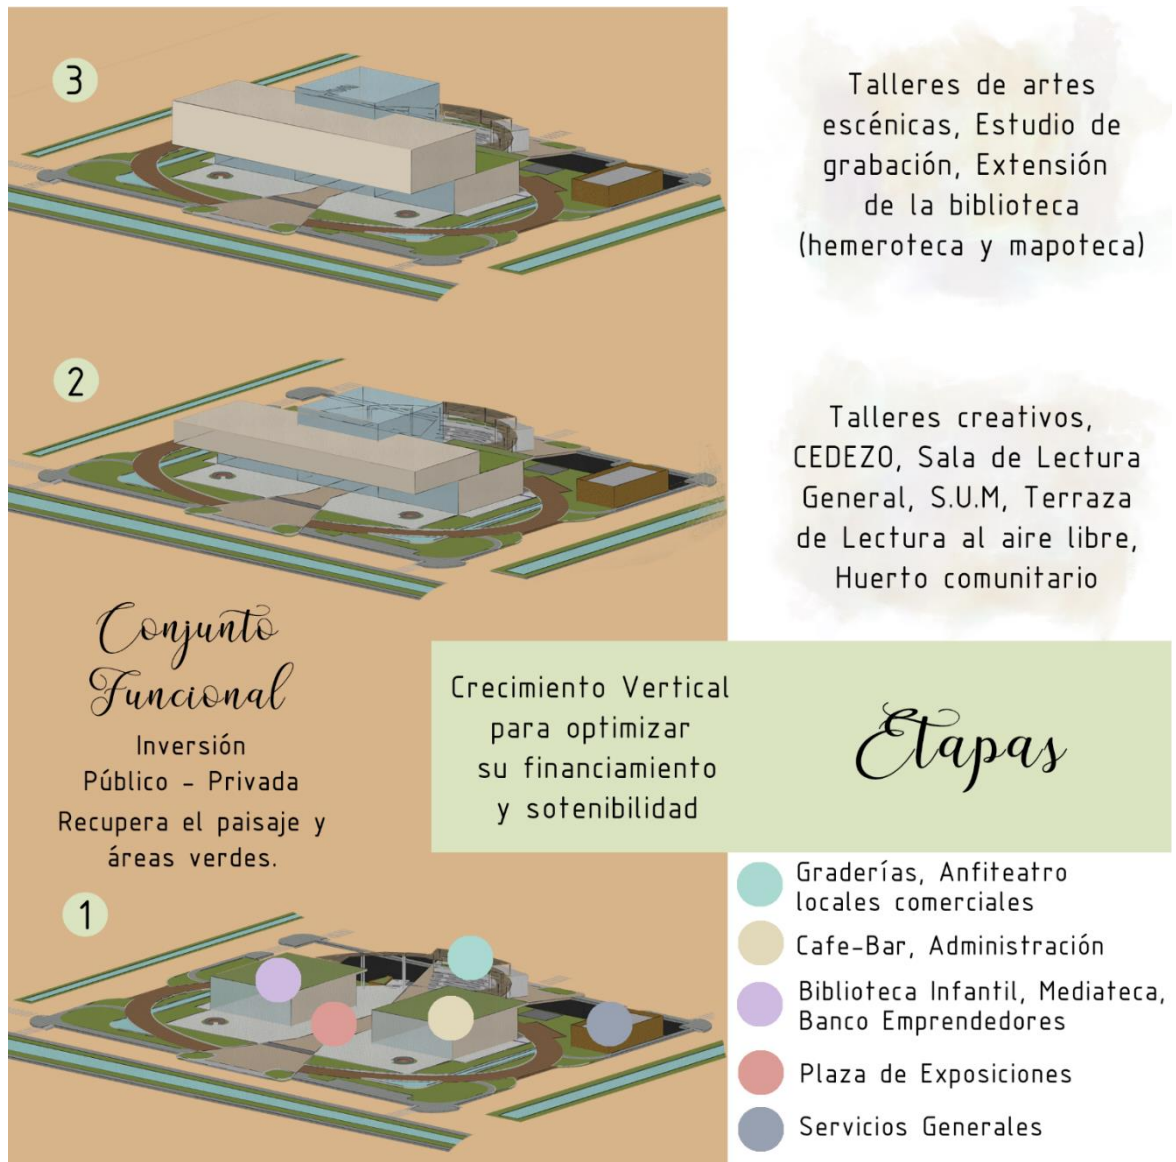 3
Talleres de artes
escénicas, Estudio de
grabación, Extensión
de la biblioteca
(hemeroteca y mapoteca)
2
Talleres creativos,
CEDEZO, Sala de Lectura
General, S.U.M, Terraza
de Lectura al aire libre,
Huerto comunitario
Conjunto
Funcional
Inversión
Público - Privada
Recupera el paisaje y
áreas verdes.
Crecimiento Vertical
para optimizar
su financiamiento
y sotenibilidad
Etapas
1
Graderías, Anfiteatro
locales comerciales
Cafe-Bar, Administración
Biblioteca Infantil, Mediateca,
Banco Emprendedores
Plaza de Exposiciones
Servicios Generales